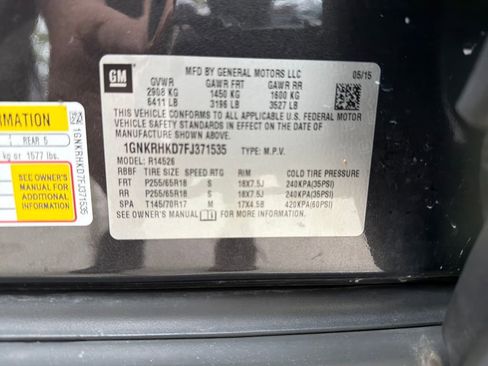 GM
MFD BY GENERAL MOTORS LLC 05/15
GVWR GAWR FRT GAWR RR
2908 KG 1450 KG 1600 KG
6411 LB 3196 LB 3527 LB
THIS VEHICLE CONFORMS TO ALL APPLICABLE U.S. FEDERAL MOTOR
VEHICLE SAFETY STANDARDS IN EFFECT ON THE DATE OF
MANUFACTURE SHOWN ABOVE.
1GNKRHKD7FJ371535 TYPE: M.P.V.
MODEL: R14526
RBBF TIRE SIZE SPEED RTG RIM COLD TIRE PRESSURE
FRT P255/65R18 S 18X7.5J 240KPA(35PSI)
RR P255/65R18 S 18X7.5J 240KPA(35PSI)
SPA T145/70R17 M 17X4.5B 420KPA(60PSI)
SEE OWNER'S MANUAL FOR MORE INFORMATION.
REAR 5
kg or 1577 lbs.
SEE OWNER'S
MANUAL FOR
ADDITIONAL
INFORMATION
1GNKRHKD7FJ371535